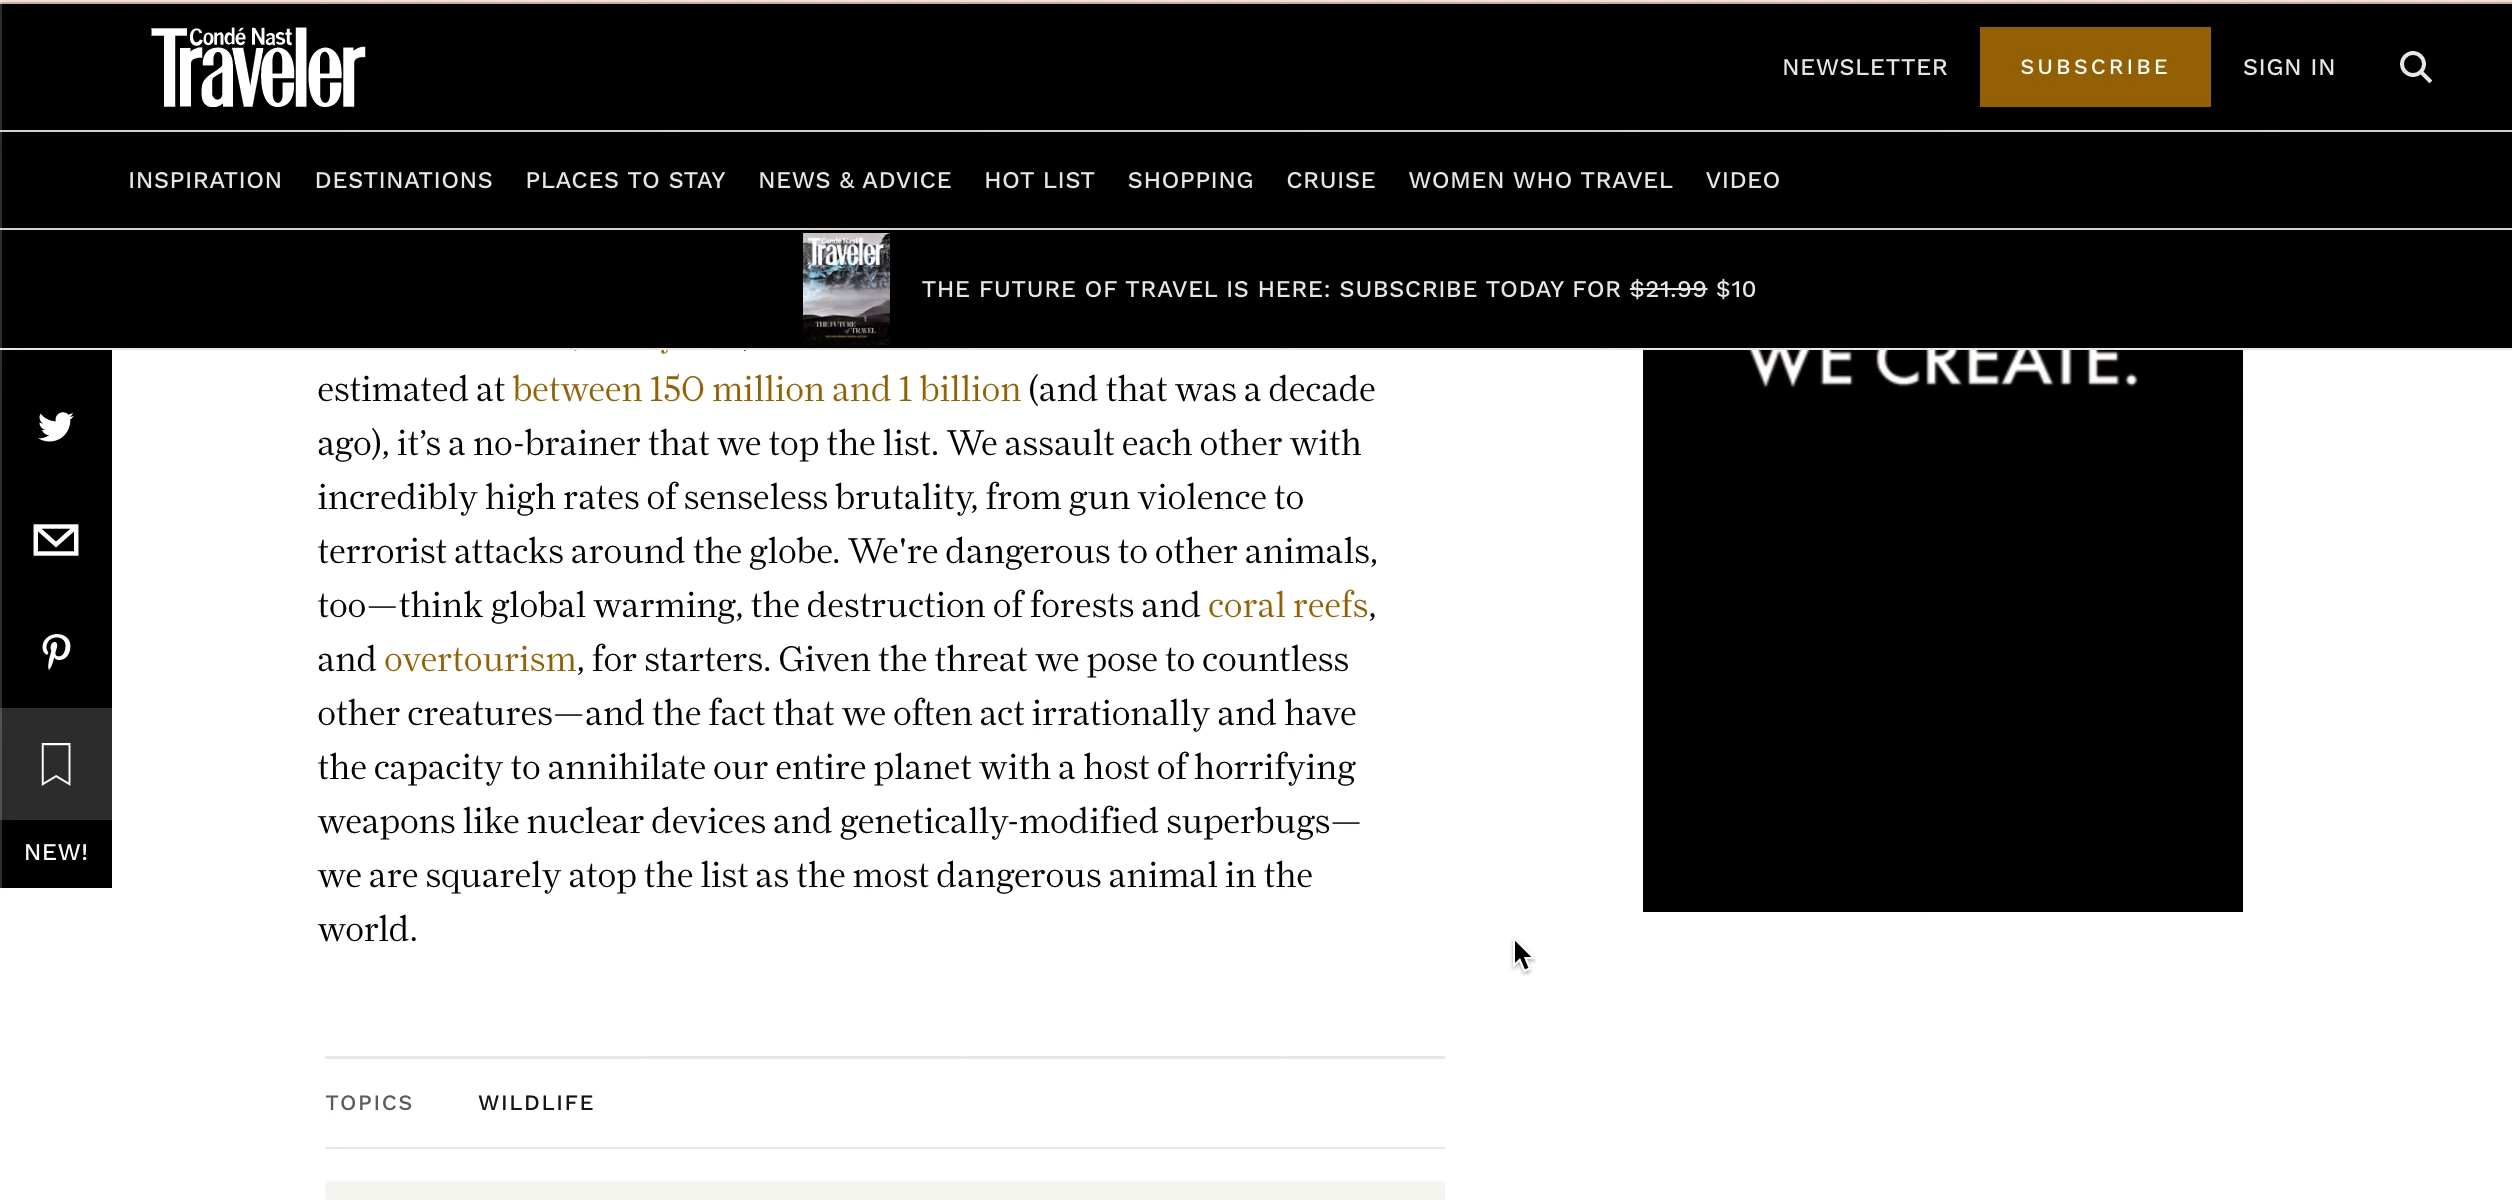 Condé Nast
Traveler
NEWSLETTER
SUBSCRIBE
SIGN IN
INSPIRATION DESTINATIONS PLACES TO STAY NEWS & ADVICE HOT LIST SHOPPING CRUISE WOMEN WHO TRAVEL VIDEO
Condé Nast
Traveler
THE FUTURE
of TRAVEL
THE FUTURE OF TRAVEL IS HERE: SUBSCRIBE TODAY FOR $21.99 $10
estimated at between 150 million and 1 billion (and that was a decade
ago), it’s a no-brainer that we top the list. We assault each other with
incredibly high rates of senseless brutality, from gun violence to
terrorist attacks around the globe. We're dangerous to other animals,
too—think global warming, the destruction of forests and coral reefs,
and overtourism, for starters. Given the threat we pose to countless
other creatures—and the fact that we often act irrationally and have
the capacity to annihilate our entire planet with a host of horrifying
weapons like nuclear devices and genetically-modified superbugs—
we are squarely atop the list as the most dangerous animal in the
world.
WE CREATE.
NEW!
TOPICS WILDLIFE